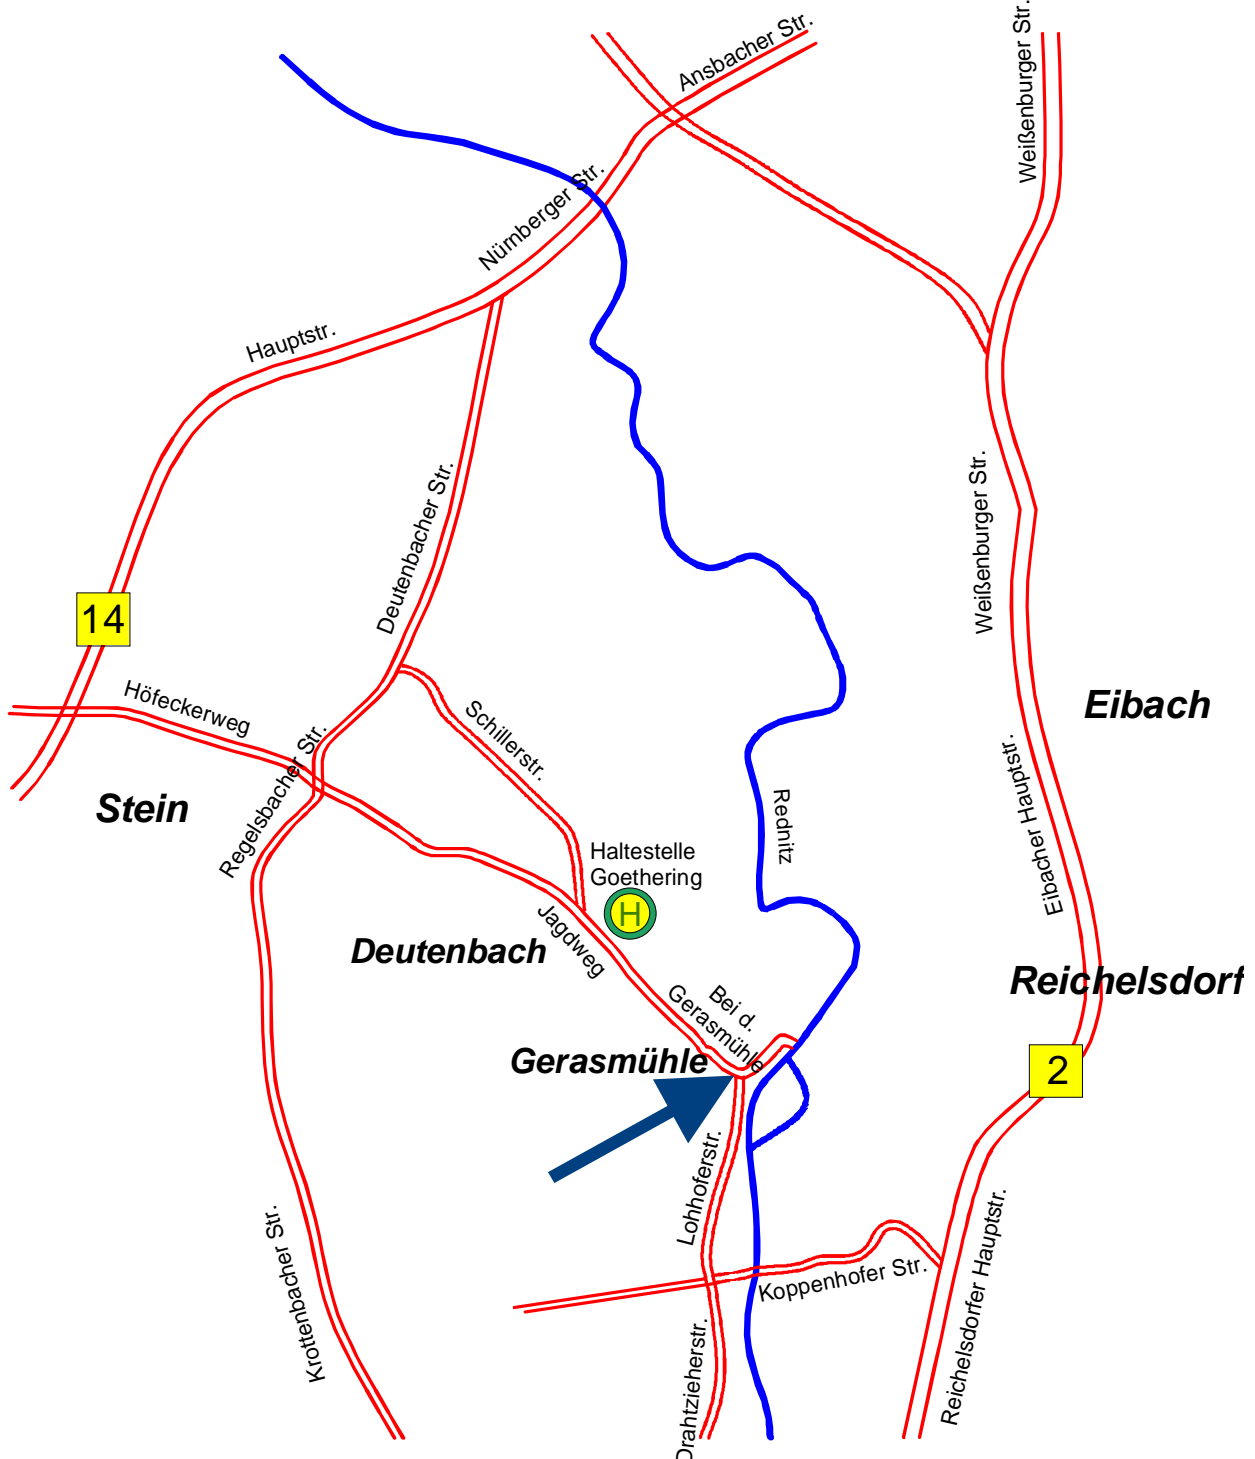 Weißenburger Str.
Ansbacher Str.
Nürnberger Str.
Hauptstr.
Deutenbacher Str.
Weißenburger Str.
14
Höfeckerweg
Schillerstr.
Eibach
Regelsbacher Str.
Stein
Eibacher Hauptstr.
Rednitz
Haltestelle
Goethering
H
Jagdweg
Deutenbach
Reichelsdorf
Bei d.
Gerasmühle
Gerasmühle
2
Lohhoferstr.
Krottenbacher Str.
Koppenhofer Str.
Reichelsdorfer Hauptstr.
Drahtzieherstr.